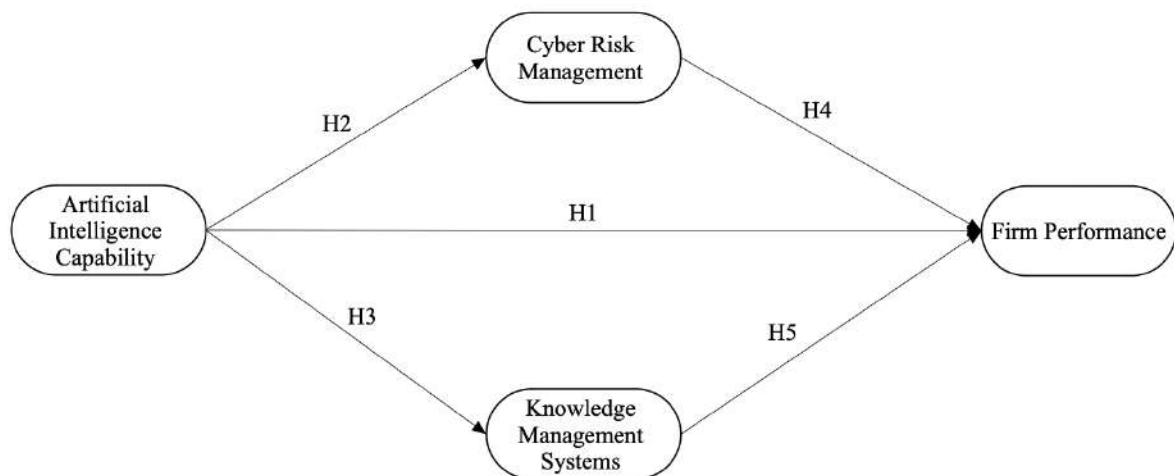 Cyber Risk
Management
H2
H4
Artificial
Intelligence
Capability
H1
Firm Performance
H3
H5
Knowledge
Management
Systems